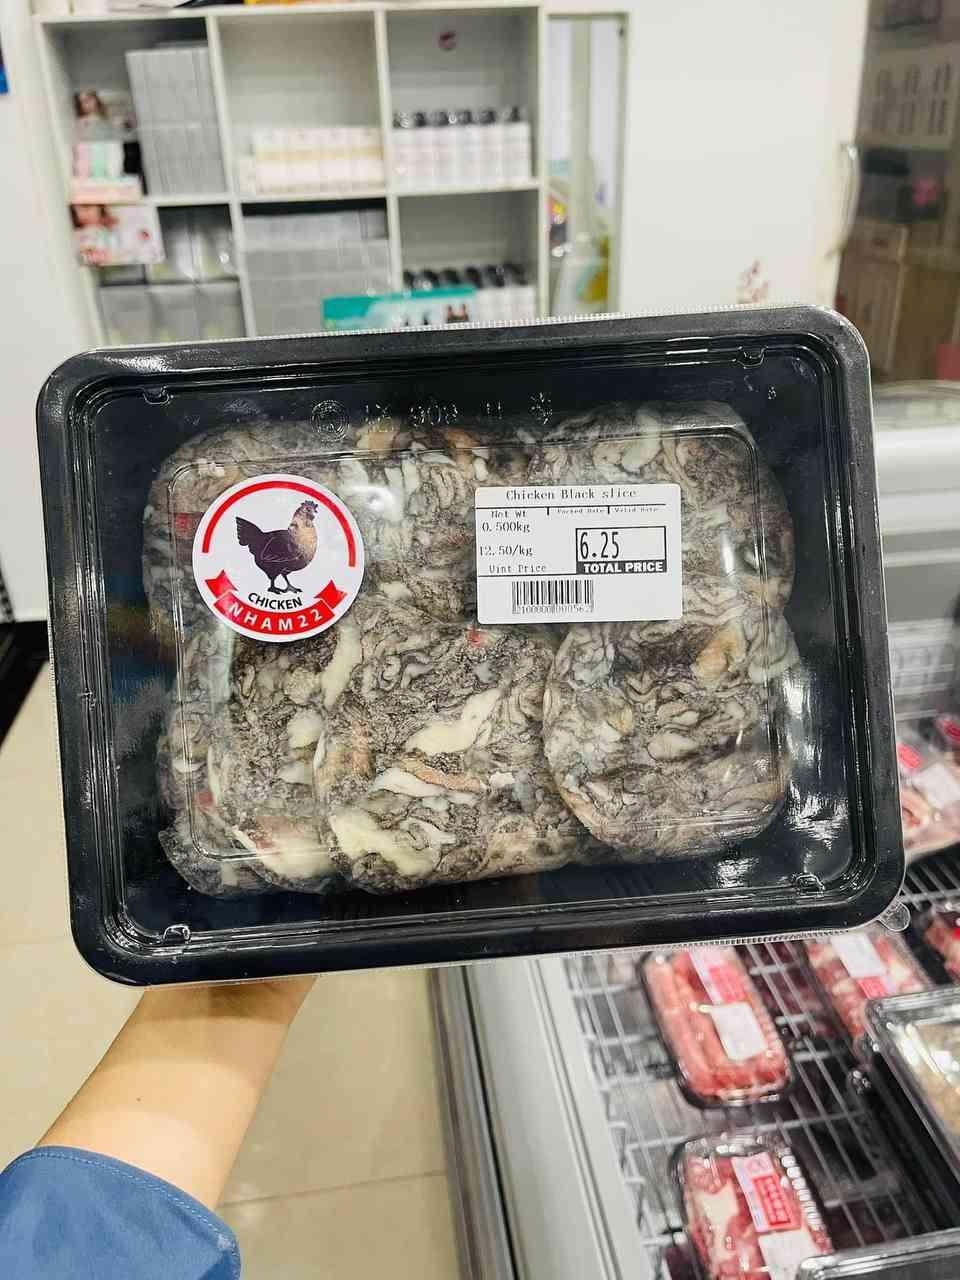 CHICKEN
NHAM22
Chicken Black slice
Net Wt Packed Date Valid Date
0.500kg
12.50/kg 6.25
Uint Price TOTAL PRICE